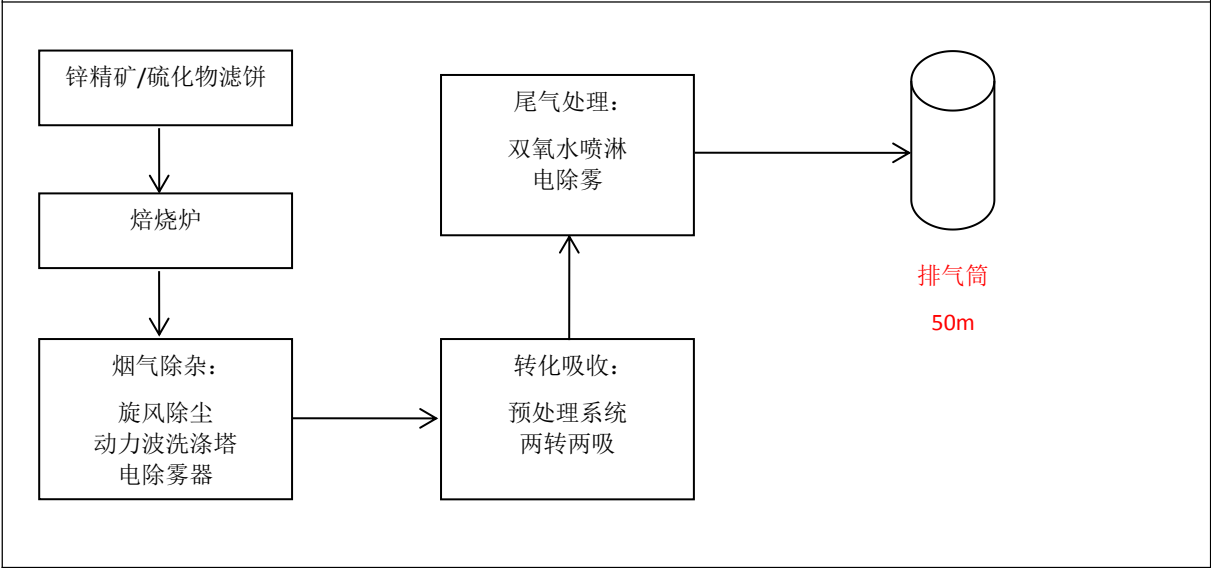 锌精矿/硫化物滤饼
焙烧炉
烟气除杂：
旋风除尘
动力波洗涤塔
电除雾器
转化吸收：
预处理系统
两转两吸
尾气处理：
双氧水喷淋
电除雾
排气筒
50m